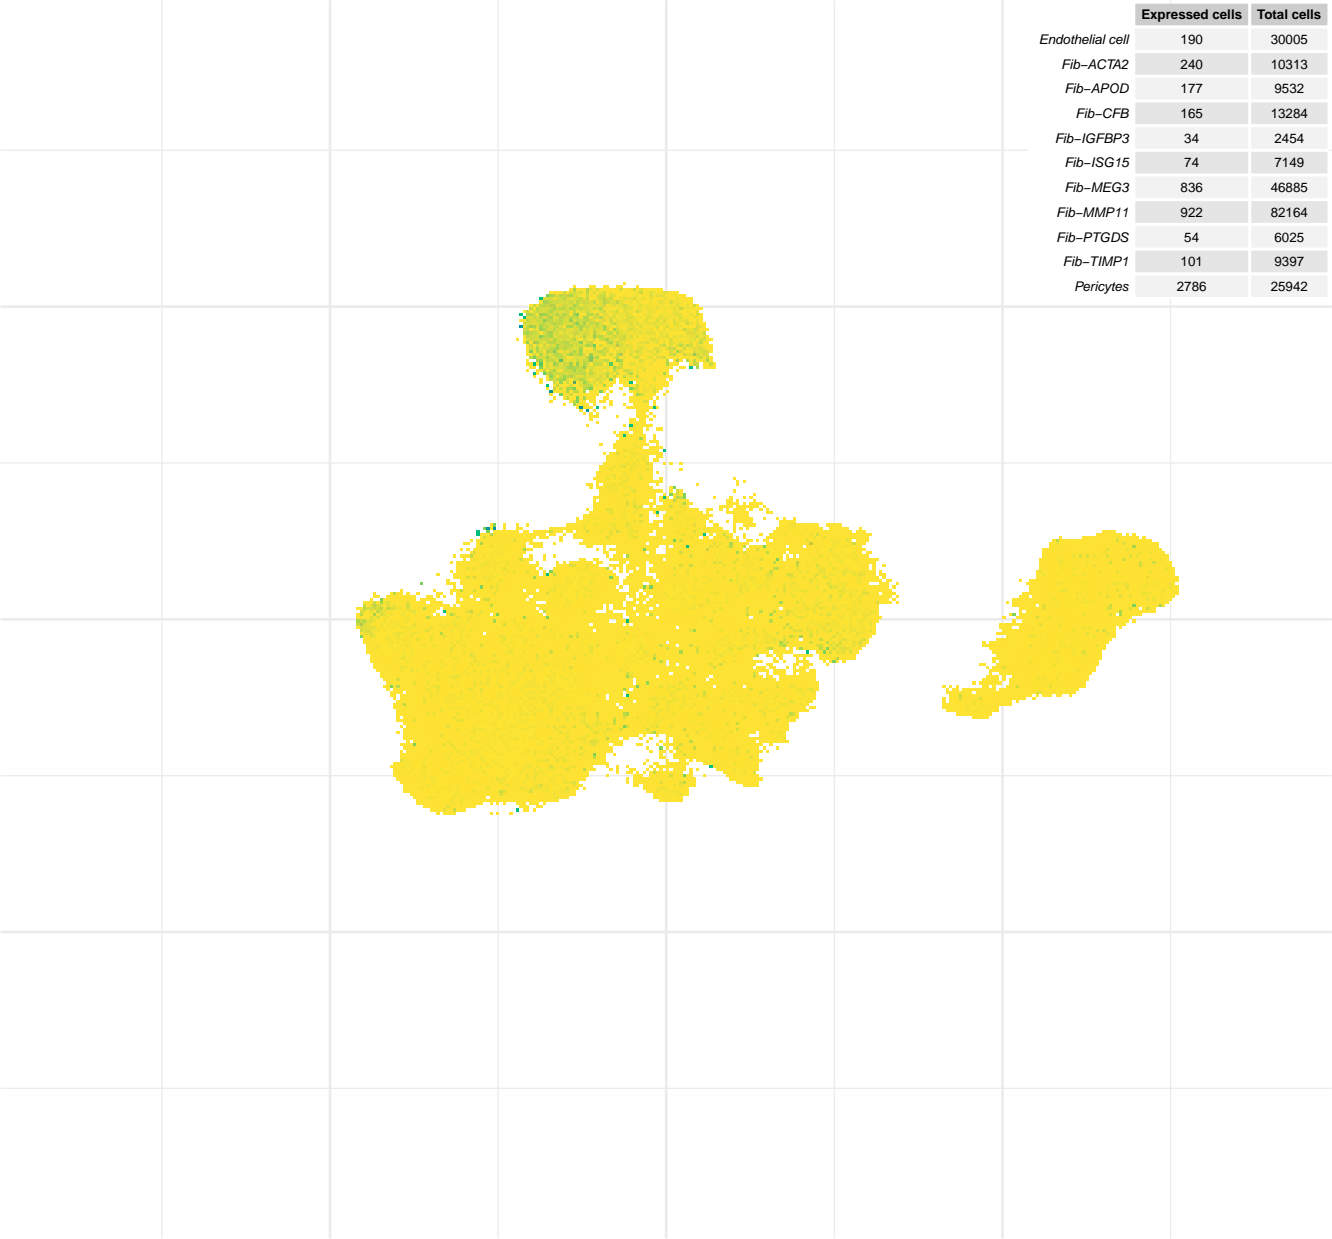 Expressed cells Total cells
Endothelial cell 190 30005
Fib−ACTA2 240 10313
Fib−APOD 177 9532
Fib−CFB 165 13284
Fib−IGFBP3 34 2454
Fib−ISG15 74 7149
Fib−MEG3 836 46885
Fib−MMP11 922 82164
Fib−PTGDS 54 6025
Fib−TIMP1 101 9397
Pericytes 2786 25942